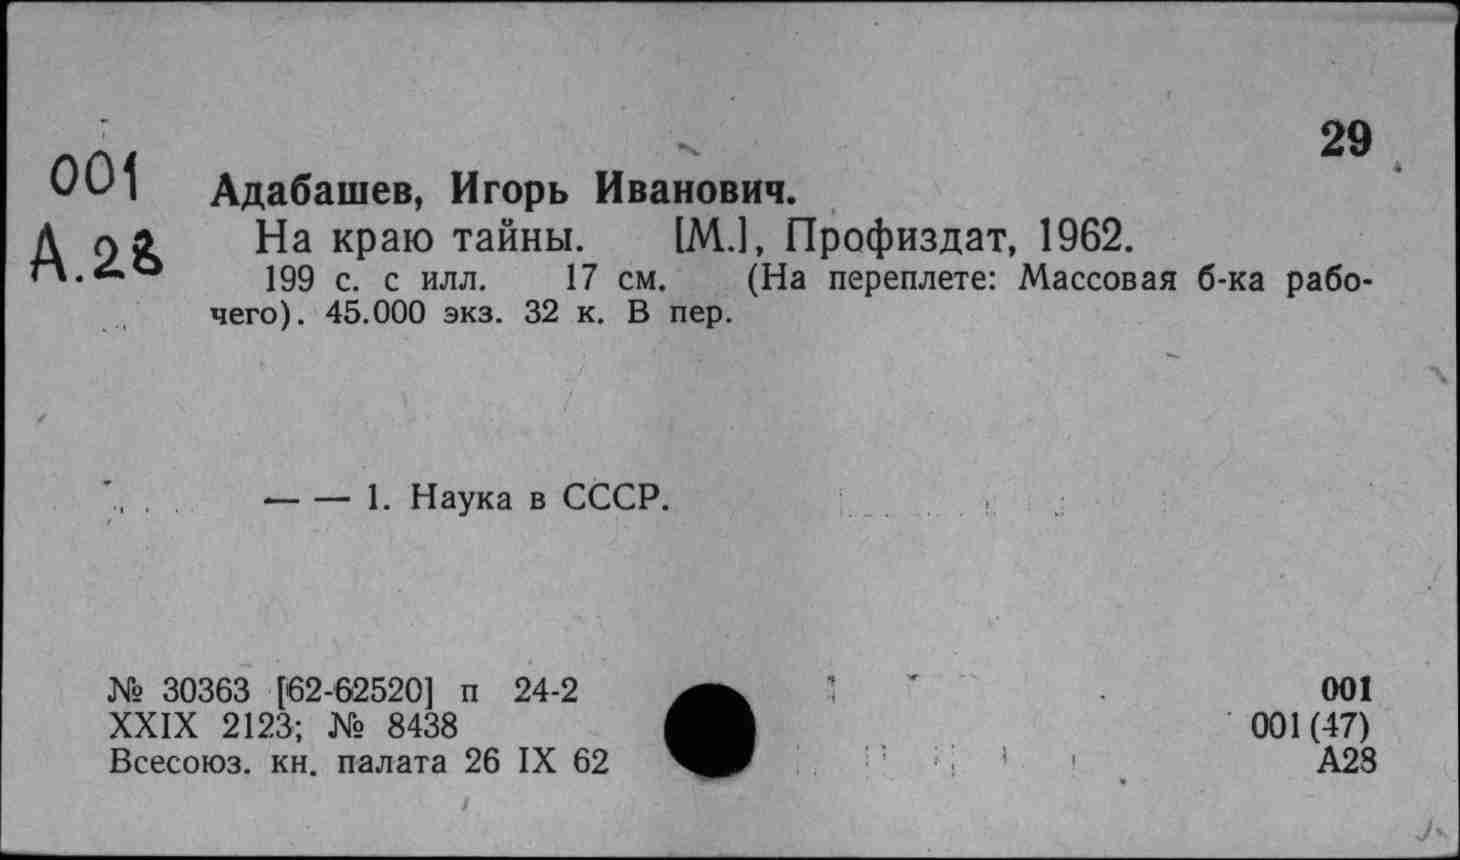 29
001
Адабашев, Игорь Иванович.
А.28
На краю тайны. [М.], Профиздат, 1962.
199 с. с илл. 17 см. (На переплете: Массовая б-ка рабо-
чего). 45.000 экз. 32 к. В пер.
— — 1. Наука в СССР.
№ 30363 [62-62520] п 24-2
XXIX 2123; № 8438
Всесоюз. кн. палата 26 IX 62
001
001(47)
А28